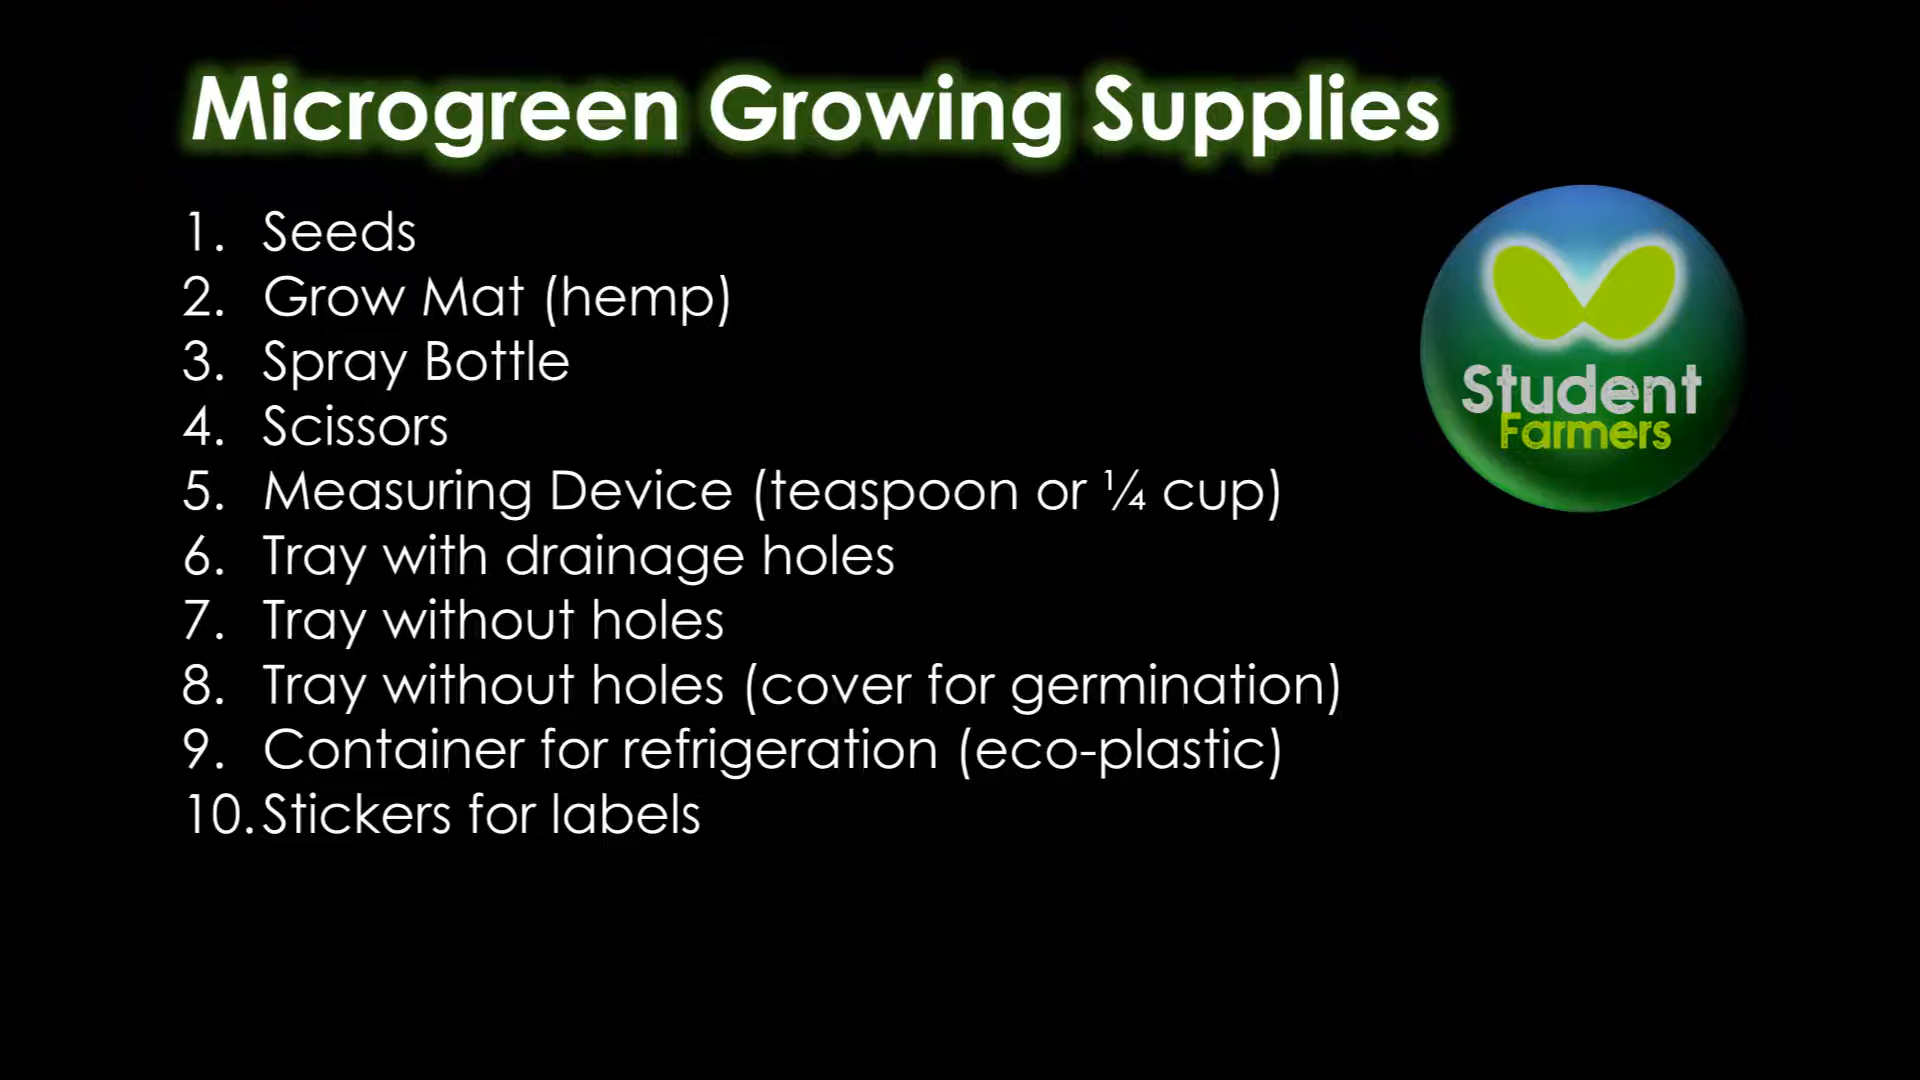 Microgreen Growing Supplies
1. Seeds
2. Grow Mat (hemp)
3. Spray Bottle
4. Scissors
5. Measuring Device (teaspoon or ¼ cup)
6. Tray with drainage holes
7. Tray without holes
8. Tray without holes (cover for germination)
9. Container for refrigeration (eco-plastic)
10. Stickers for labels
Student
Farmers